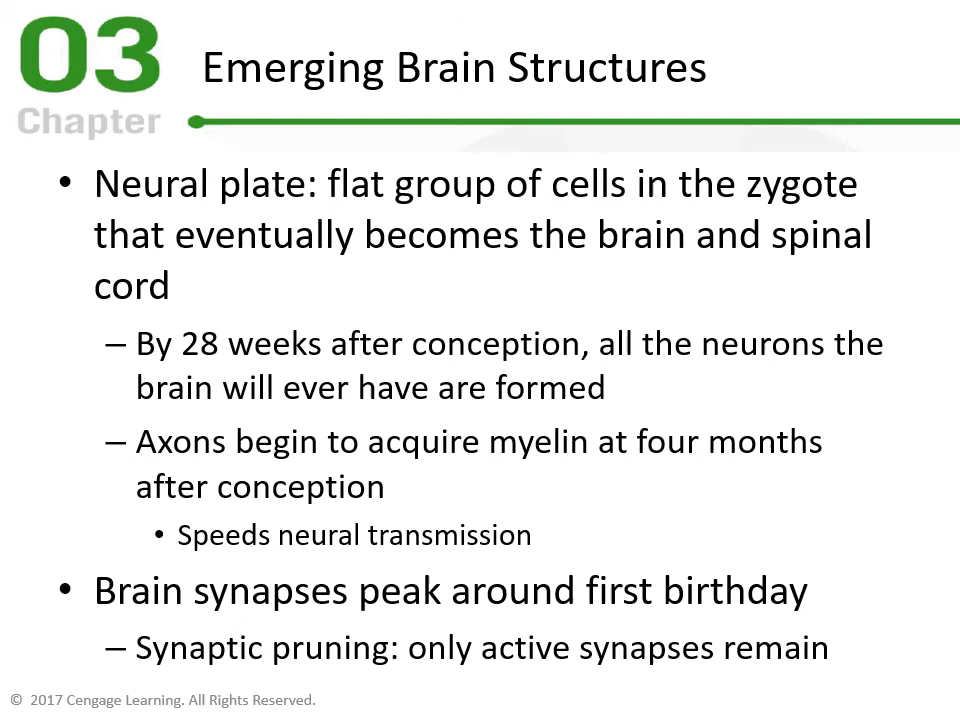 03
Chapter
Emerging Brain Structures
• Neural plate: flat group of cells in the zygote
that eventually becomes the brain and spinal
cord
– By 28 weeks after conception, all the neurons the
brain will ever have are formed
– Axons begin to acquire myelin at four months
after conception
• Speeds neural transmission
• Brain synapses peak around first birthday
– Synaptic pruning: only active synapses remain
© 2017 Cengage Learning. All Rights Reserved.